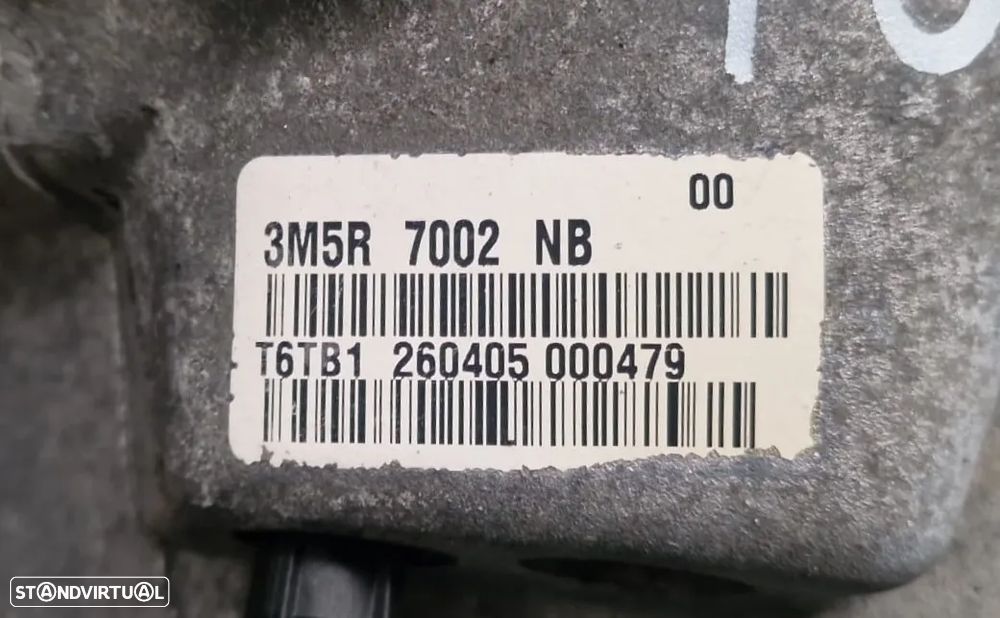 00
3M5R 7002 NB
T6TB1 260405 000479
STANDVIRTUAL